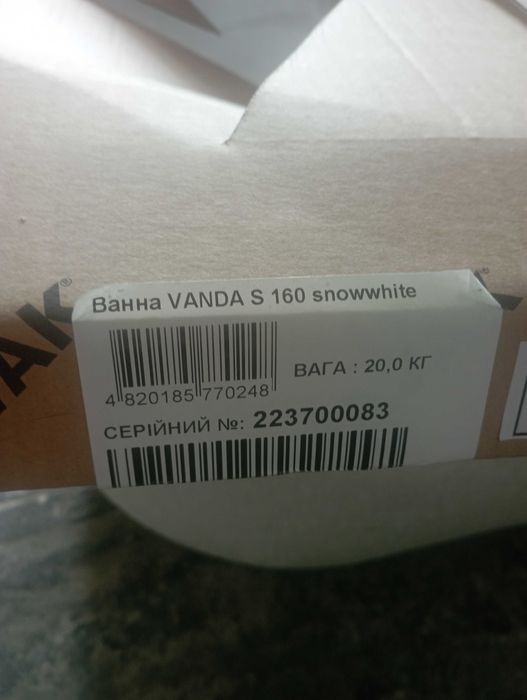 Ванна VANDA S 160 snowwhite
4 820185 770248
ВАГА : 20,0 КГ
СЕРІЙНИЙ №: 223700083